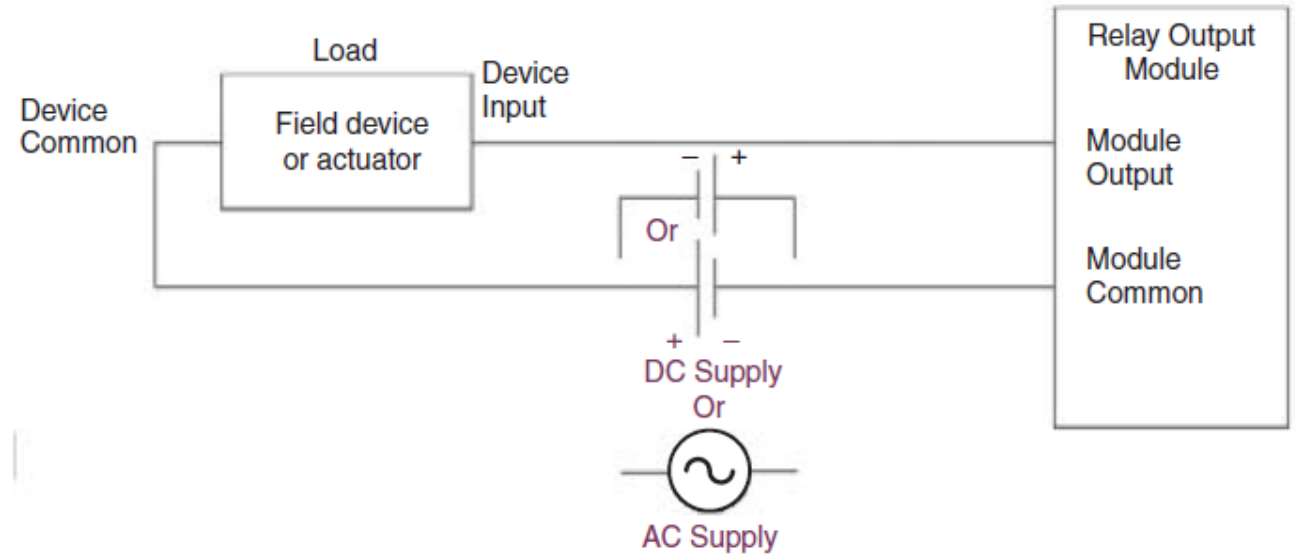 Load
Device
Common
Field device
or actuator
Device
Input
− +
Or
+ −
DC Supply
Or
AC Supply
Relay Output
Module
Module
Output
Module
Common